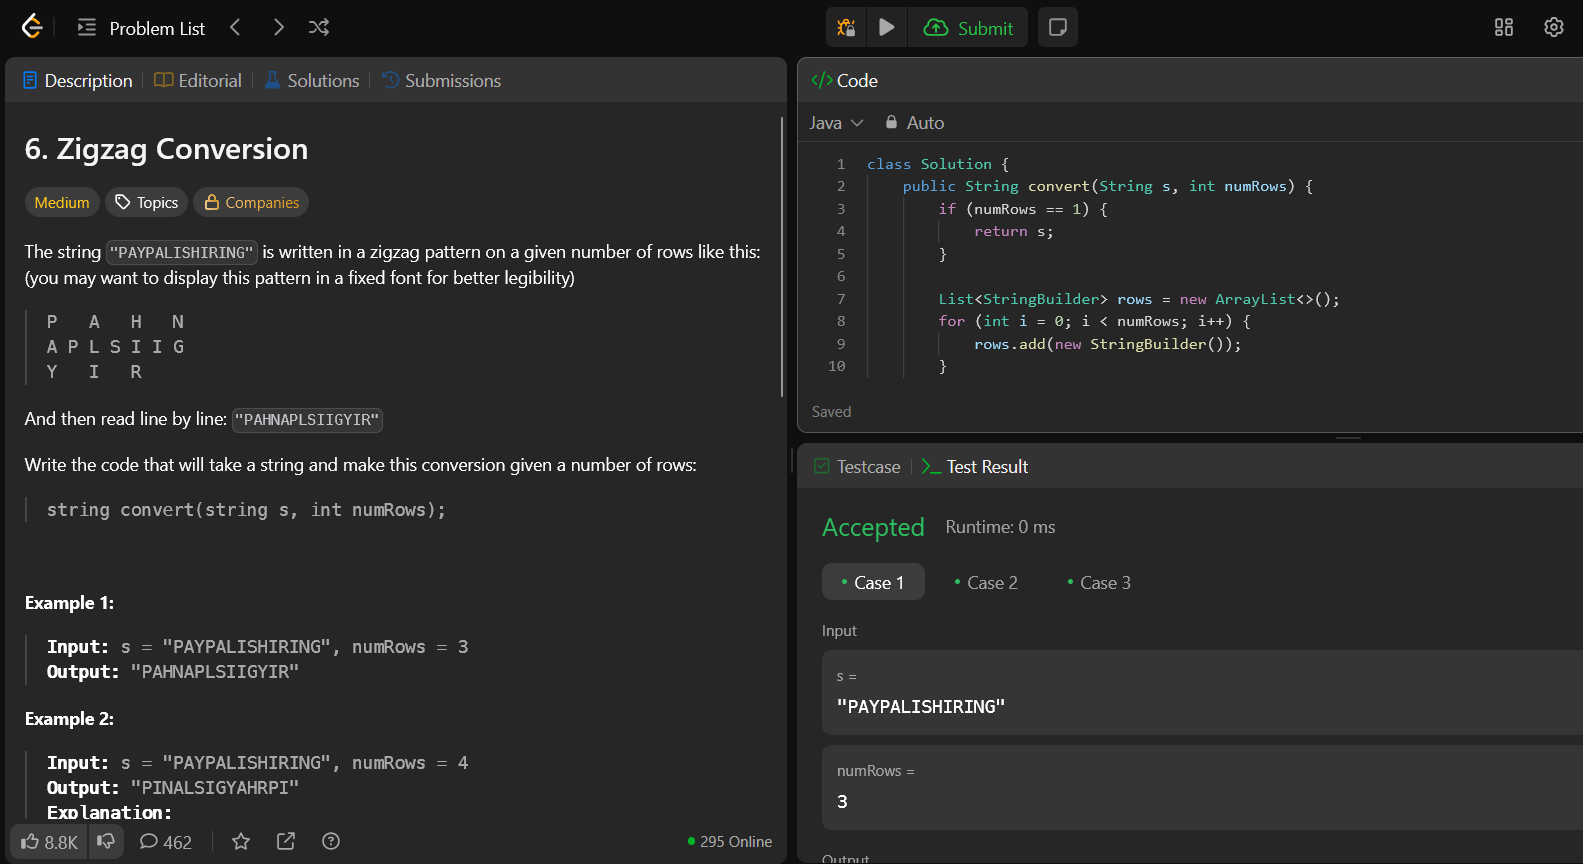 Problem List
Submit
Description
Editorial
Solutions
Submissions
6. Zigzag Conversion
Medium
Topics
Companies
The string "PAYPALISHIRING" is written in a zigzag pattern on a given number of rows like this:
(you may want to display this pattern in a fixed font for better legibility)
P   A   H   N
A P L S I I G
Y   I   R
And then read line by line: "PAHNAPLSIIGYIR"
Write the code that will take a string and make this conversion given a number of rows:
string convert(string s, int numRows);
Example 1:
Input: s = "PAYPALISHIRING", numRows = 3
Output: "PAHNAPLSIIGYIR"
Example 2:
Input: s = "PAYPALISHIRING", numRows = 4
Output: "PINALSIGYAHRPI"
Explanation:
8.8K
462
295 Online
</> Code
Java
Auto
1 class Solution {
2     public String convert(String s, int numRows) {
3         if (numRows == 1) {
4             return s;
5         }
6
7         List<StringBuilder> rows = new ArrayList<>();
8         for (int i = 0; i < numRows; i++) {
9             rows.add(new StringBuilder());
10         }
Saved
Testcase
Test Result
Accepted
Runtime: 0 ms
Case 1
Case 2
Case 3
Input
s =
"PAYPALISHIRING"
numRows =
3
Output